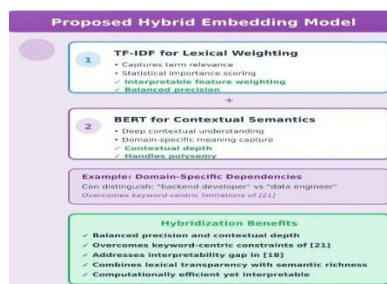 Proposed Hybrid Embedding Model
1
TF-IDF for Lexical Weighting
• Captures term relevance
• Statistical importance scoring
✓ Interpretable feature weighting
✓ Balanced precision
+
2
BERT for Contextual Semantics
• Deep contextual understanding
• Domain-specific meaning capture
✓ Contextual depth
✓ Handles polysemy
Example: Domain-Specific Dependencies
Can distinguish: "backend developer" vs "data engineer"
Overcomes keyword-centric limitations of [21]
Hybridization Benefits
✓ Balanced precision and contextual depth
✓ Overcomes keyword-centric constraints of [21]
✓ Addresses interpretability gap in [18]
✓ Combines lexical transparency with semantic richness
✓ Computationally efficient yet interpretable